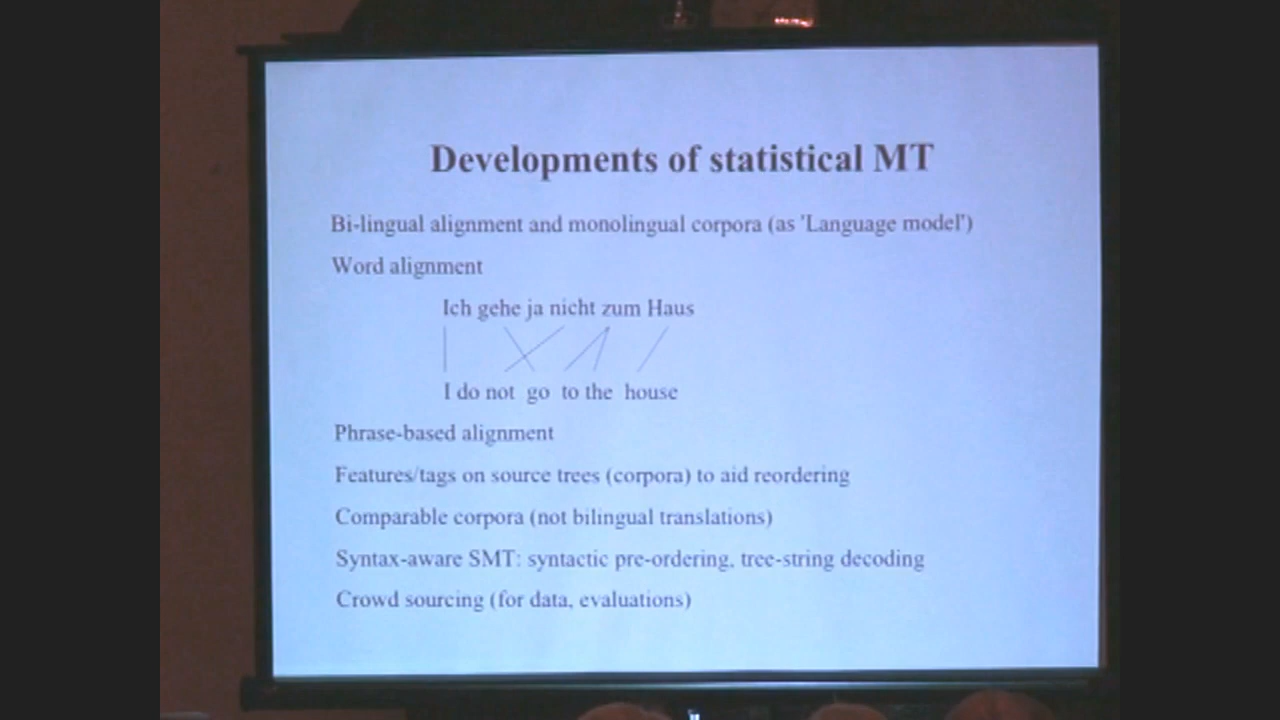 Developments of statistical MT
Bi-lingual alignment and monolingual corpora (as 'Language model')
Word alignment
Ich gehe ja nicht zum Haus
I do not go to the house
Phrase-based alignment
Features/tags on source trees (corpora) to aid reordering
Comparable corpora (not bilingual translations)
Syntax-aware SMT: syntactic pre-ordering, tree-string decoding
Crowd sourcing (for data, evaluations)